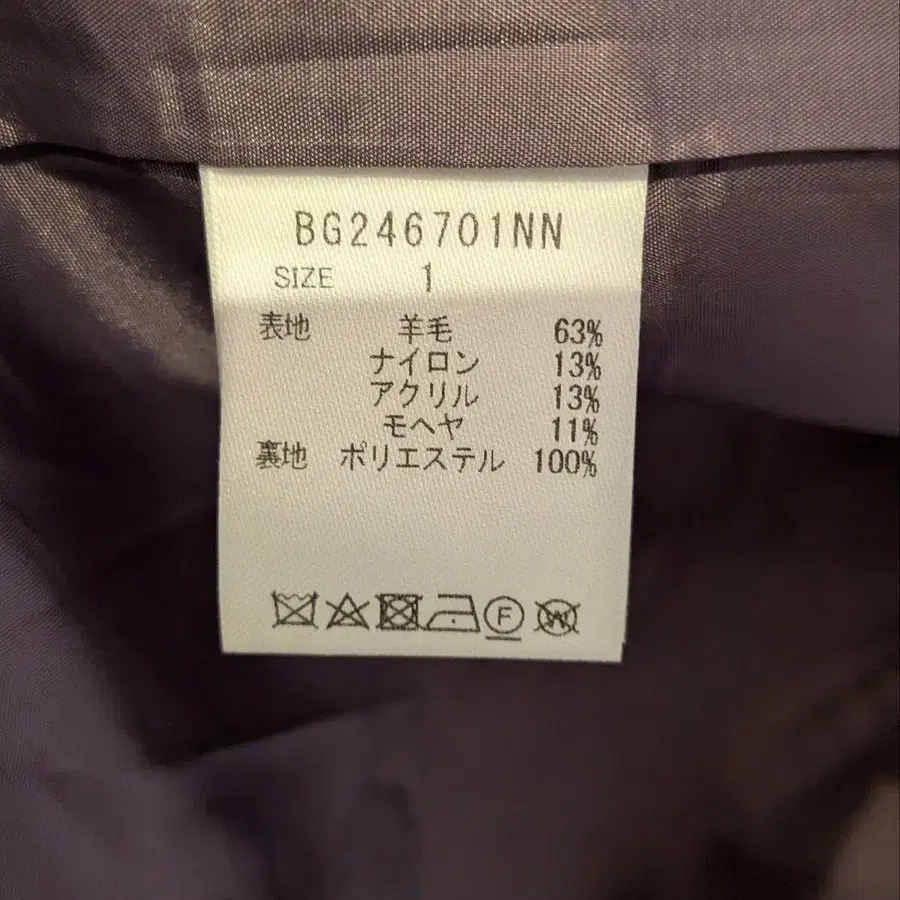 BG246701NN
SIZE 1
表地 羊毛 63%
ナイロン 13%
アクリル 13%
モヘヤ 11%
裏地 ポリエステル 100%
F W